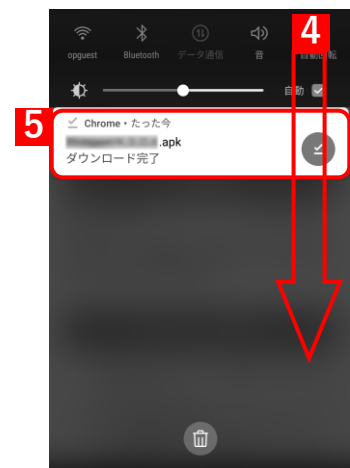 4
opguest Bluetooth データ通信 音 自動回転
自動
5
Chrome・たった今
.apk
ダウンロード完了